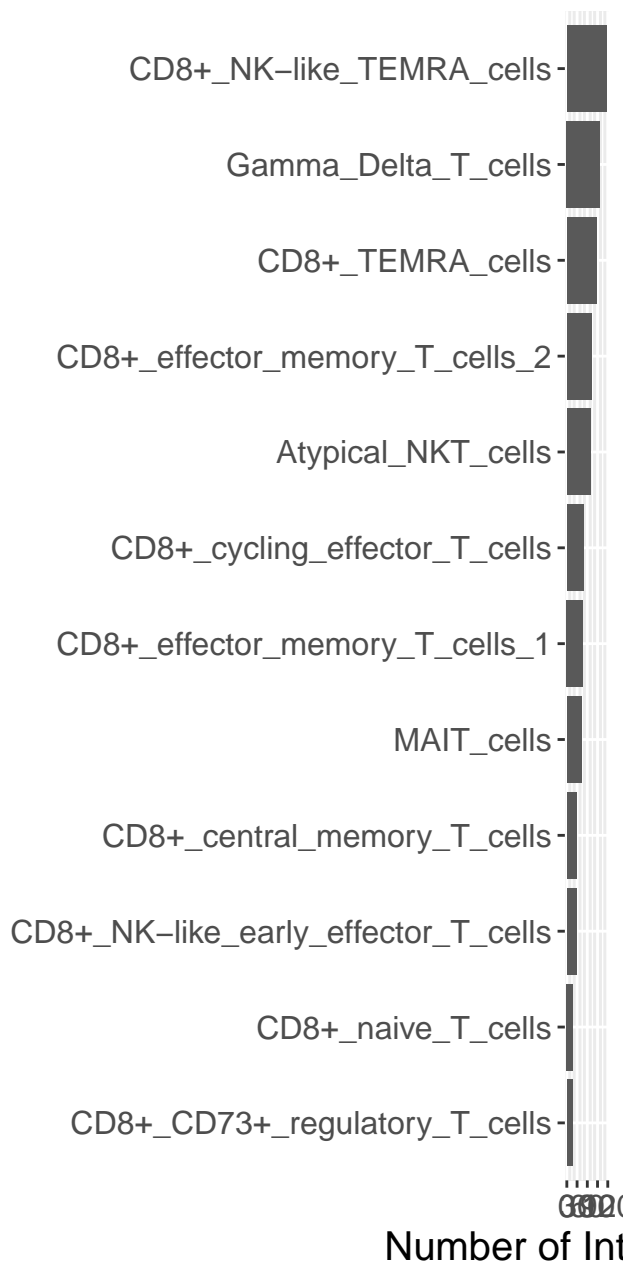 CD8+_NK−like_TEMRA_cells
Gamma_Delta_T_cells
CD8+_TEMRA_cells
CD8+_effector_memory_T_cells_2
Atypical_NKT_cells
CD8+_cycling_effector_T_cells
CD8+_effector_memory_T_cells_1
MAIT_cells
CD8+_central_memory_T_cells
CD8+_NK−like_early_effector_T_cells
CD8+_naive_T_cells
CD8+_CD73+_regulatory_T_cells
Number of Int